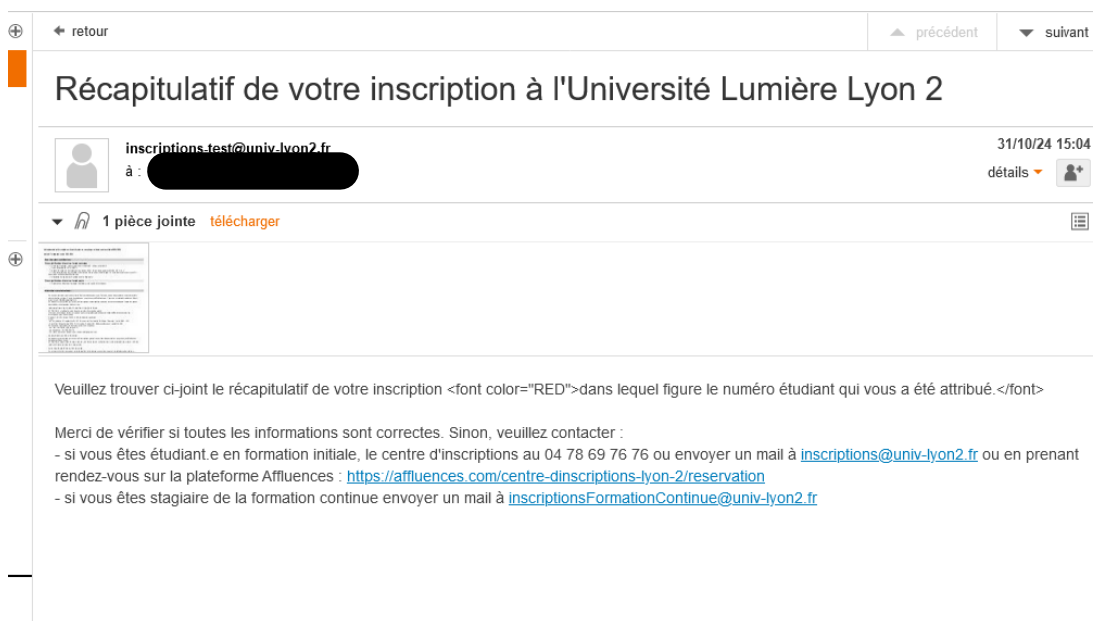 retour
précédent
suivant
Récapitulatif de votre inscription à l'Université Lumière Lyon 2
inscriptions-test@univ-lyon2.fr
31/10/24 15:04
à :
détails
1 pièce jointe télécharger
Veuillez trouver ci-joint le récapitulatif de votre inscription <font color="RED">dans lequel figure le numéro étudiant qui vous a été attribué.</font>
Merci de vérifier si toutes les informations sont correctes. Sinon, veuillez contacter :
- si vous êtes étudiant.e en formation initiale, le centre d'inscriptions au 04 78 69 76 76 ou envoyer un mail à inscriptions@univ-lyon2.fr ou en prenant
rendez-vous sur la plateforme Affluences : https://affluences.com/centre-dinscriptions-lyon-2/reservation
- si vous êtes stagiaire de la formation continue envoyer un mail à inscriptionsFormationContinue@univ-lyon2.fr